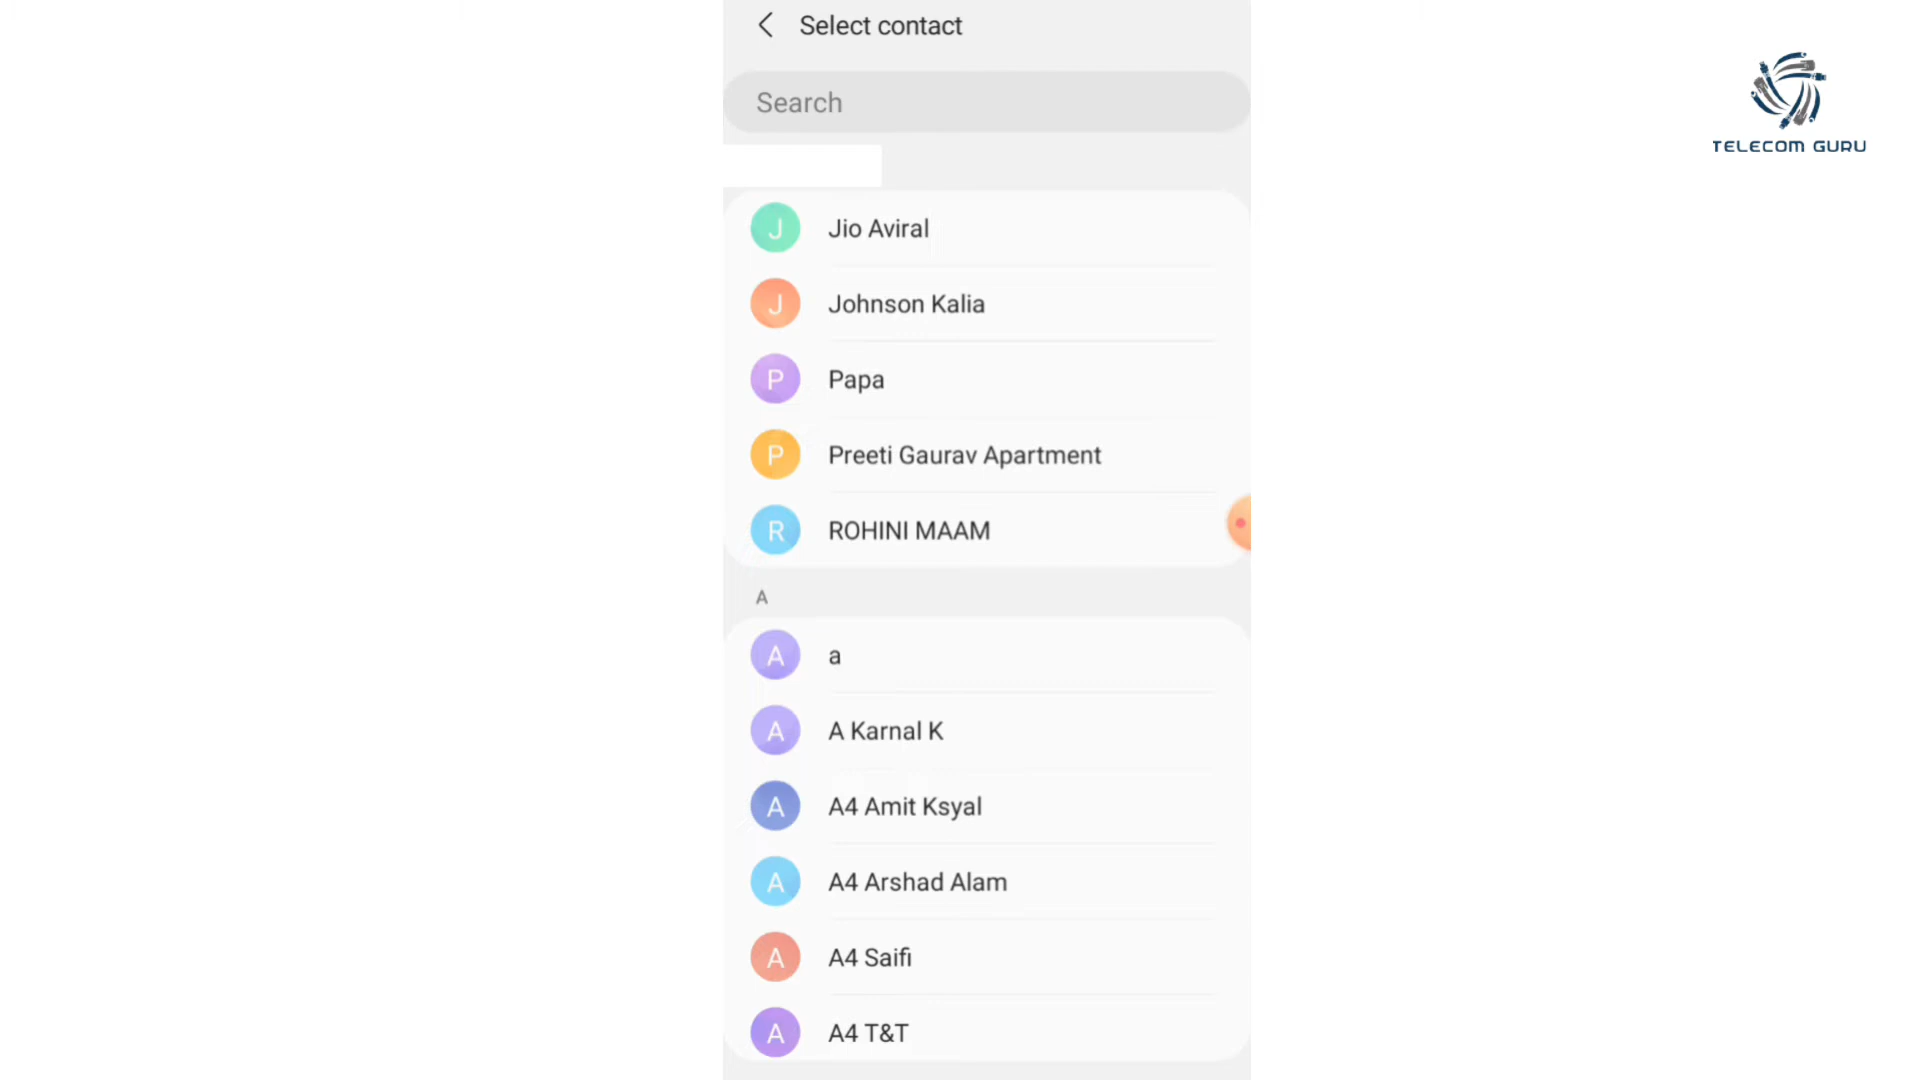 Select contact
Search
TELECOM GURU
J Jio Aviral
J Johnson Kalia
P Papa
P Preeti Gaurav Apartment
R ROHINI MAAM
A
A a
A A Karnal K
A A4 Amit Ksyal
A A4 Arshad Alam
A A4 Saifi
A A4 T&T